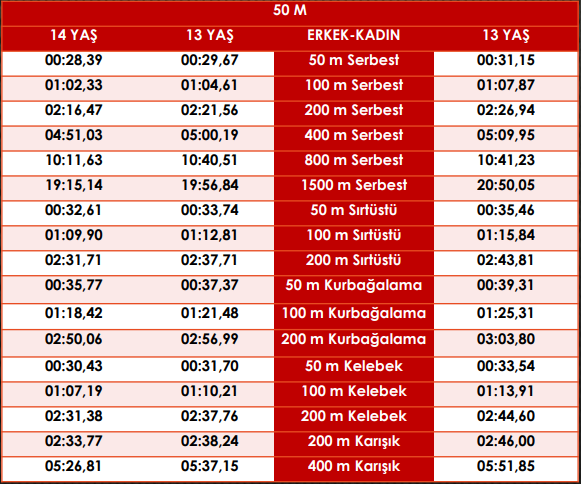 50 M
14 YAŞ 13 YAŞ ERKEK-KADIN 13 YAŞ
00:28,39 00:29,67 50 m Serbest 00:31,15
01:02,33 01:04,61 100 m Serbest 01:07,87
02:16,47 02:21,56 200 m Serbest 02:26,94
04:51,03 05:00,19 400 m Serbest 05:09,95
10:11,63 10:40,51 800 m Serbest 10:41,23
19:15,14 19:56,84 1500 m Serbest 20:50,05
00:32,61 00:33,74 50 m Sırtüstü 00:35,46
01:09,90 01:12,81 100 m Sırtüstü 01:15,84
02:31,71 02:37,71 200 m Sırtüstü 02:43,81
00:35,77 00:37,37 50 m Kurbağalama 00:39,31
01:18,42 01:21,48 100 m Kurbağalama 01:25,31
02:50,06 02:56,99 200 m Kurbağalama 03:03,80
00:30,43 00:31,70 50 m Kelebek 00:33,54
01:07,19 01:10,21 100 m Kelebek 01:13,91
02:31,38 02:37,76 200 m Kelebek 02:44,60
02:33,77 02:38,24 200 m Karışık 02:46,00
05:26,81 05:37,15 400 m Karışık 05:51,85